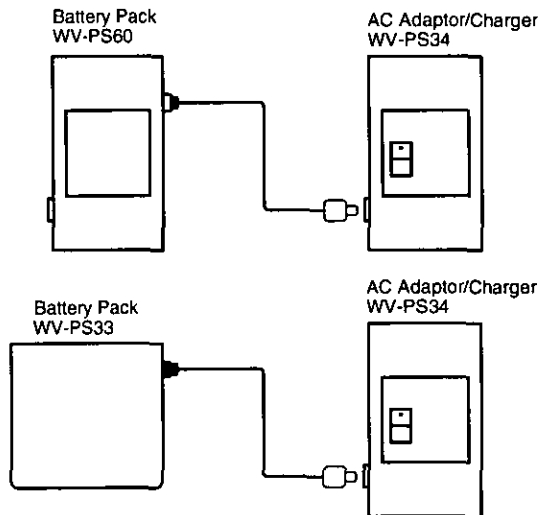 Battery Pack
WV-PS60
AC Adaptor/Charger
WV-PS34
Battery Pack
WV-PS33
AC Adaptor/Charger
WV-PS34